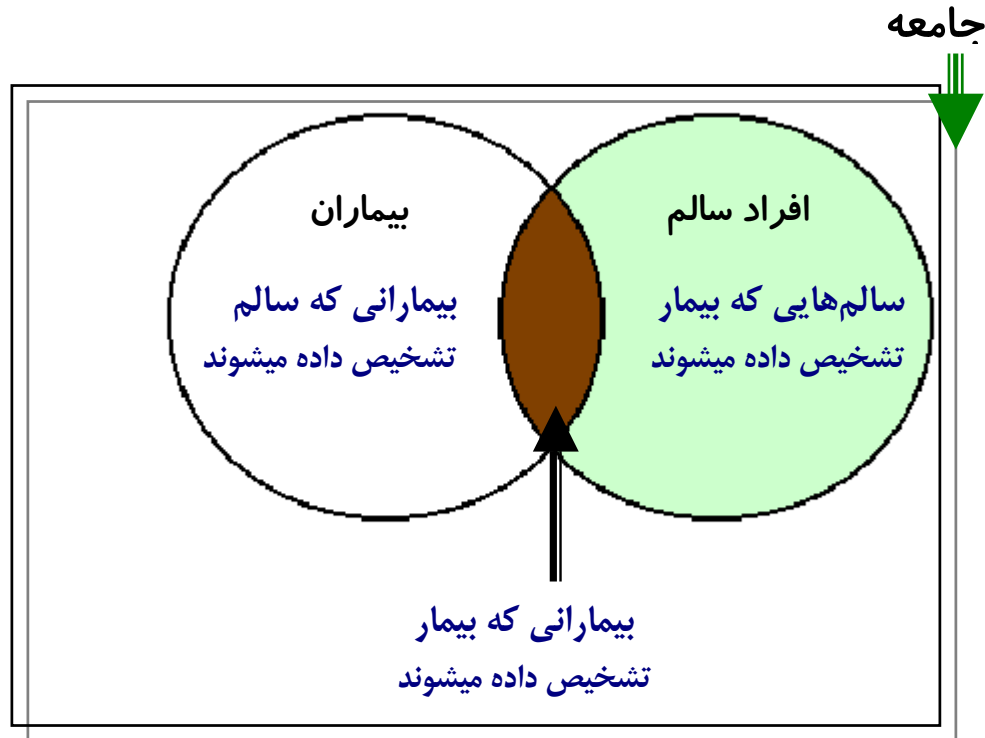 جامعه
افراد سالم
سالم‌هایی که بیمار
تشخیص داده میشوند
بیماران
بیمارانی که سالم
تشخیص داده میشوند
بیمارانی که بیمار
تشخیص داده میشوند